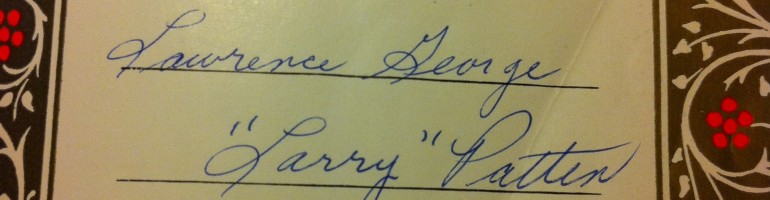 Lawrence George
"Larry" Patten